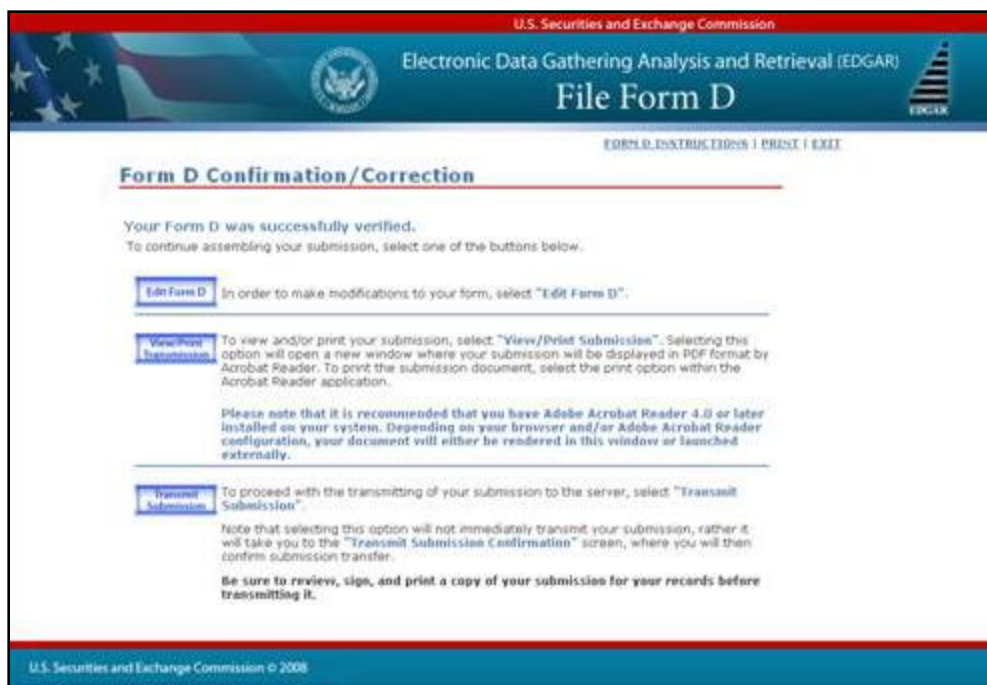 U.S. Securities and Exchange Commission
Electronic Data Gathering Analysis and Retrieval (EDGAR)
File Form D
EDGAR
FORM D INSTRUCTIONS | PRINT | EXIT
Form D Confirmation/Correction
Your Form D was successfully verified.
To continue assembling your submission, select one of the buttons below.
Edit Form D
In order to make modifications to your form, select "Edit Form D".
View/Print
Transmission
To view and/or print your submission, select "View/Print Submission". Selecting this
option will open a new window where your submission will be displayed in PDF format by
Acrobat Reader. To print the submission document, select the print option within the
Acrobat Reader application.
Please note that it is recommended that you have Adobe Acrobat Reader 4.0 or later
installed on your system. Depending on your browser and/or Adobe Acrobat Reader
configuration, your document will either be rendered in this window or launched
externally.
Transmit
Submission
To proceed with the transmitting of your submission to the server, select "Transmit
Submission".
Note that selecting this option will not immediately transmit your submission, rather it
will take you to the "Transmit Submission Confirmation" screen, where you will then
confirm submission transfer.
Be sure to review, sign, and print a copy of your submission for your records before
transmitting it.
U.S. Securities and Exchange Commission © 2008